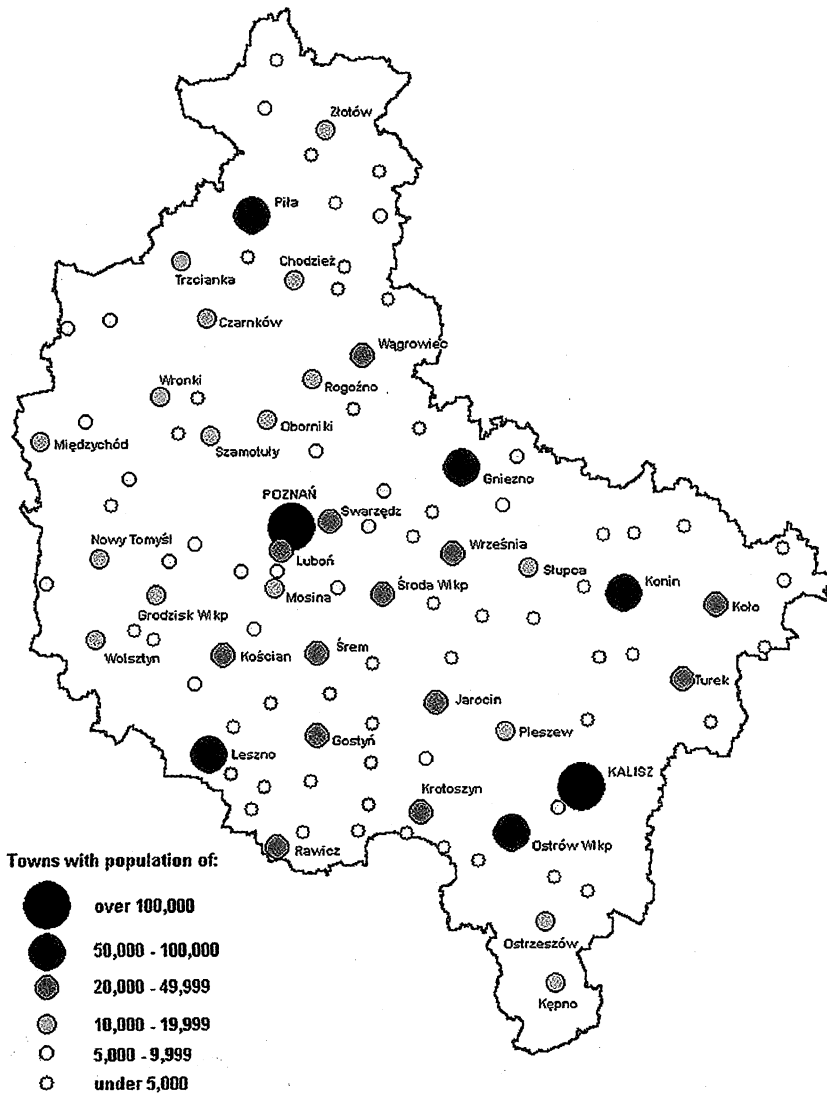 Złotów
Piła
Trzcianka
Chodzież
Czarnków
Wągrowiec
Wronki
Rogoźno
Oborniki
Międzychód
Szamotuły
Gniezno
POZNAŃ
Swarzędz
Nowy Tomyśl
Luboń
Września
Słupca
Konin
Mosina
Środa Wlkp
Koło
Grodzisk Wlkp
Wolsztyn
Kościan
Śrem
Turek
Jarocin
Pleszew
Gostyń
Leszno
KALISZ
Krotoszyn
Rawicz
Ostrów Wlkp
Ostrzeszów
Kępno
Towns with population of:
over 100,000
50,000 - 100,000
20,000 - 49,999
10,000 - 19,999
5,000 - 9,999
under 5,000